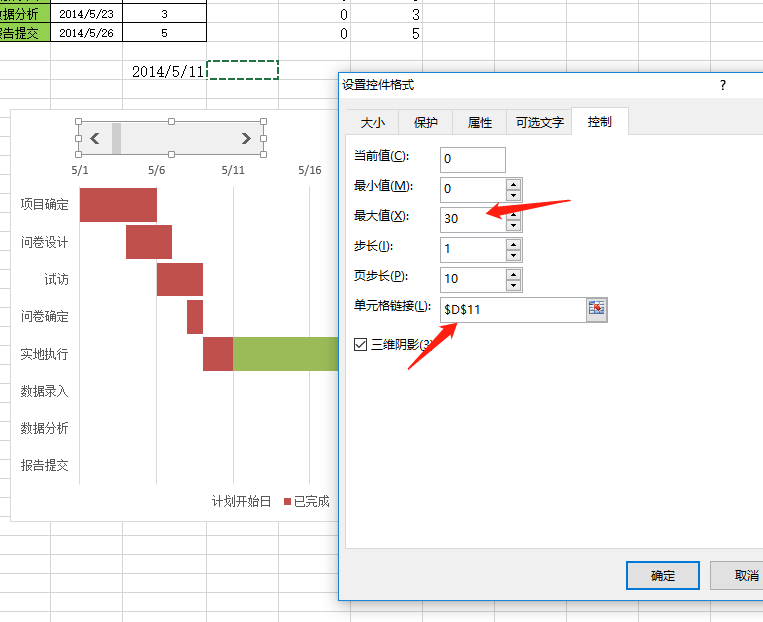 数据分析 2014/5/23 3 0 3
报告提交 2014/5/26 5 0 5
2014/5/11
设置控件格式 ?
大小 保护 属性 可选文字 控制
当前值(C): 0
最小值(M): 0
最大值(X): 30
步长(I): 1
页步长(P): 10
单元格链接(L): $D$11
三维阴影(3)
确定 取消
5/1 5/6 5/11 5/16
项目确定
问卷设计
试访
问卷确定
实地执行
数据录入
数据分析
报告提交
计划开始日 已完成